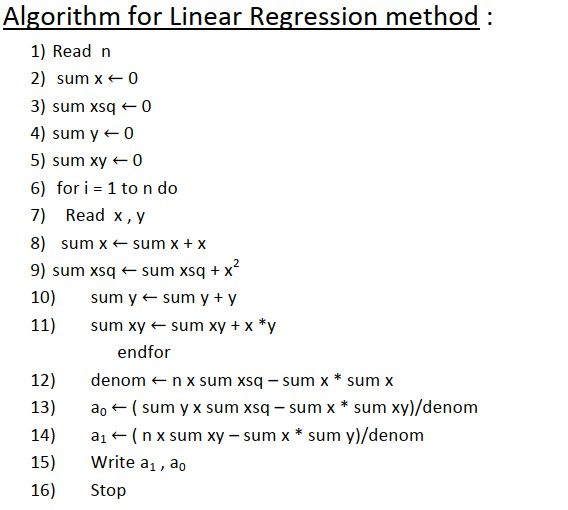 Algorithm for Linear Regression method :
1) Read n
2) sum x ← 0
3) sum xsq ← 0
4) sum y ← 0
5) sum xy ← 0
6) for i = 1 to n do
7) Read x , y
8) sum x ← sum x + x
9) sum xsq ← sum xsq + x²
10) sum y ← sum y + y
11) sum xy ← sum xy + x *y
endfor
12) denom ← n x sum xsq – sum x * sum x
13) a₀ ← ( sum y x sum xsq – sum x * sum xy)/denom
14) a₁ ← ( n x sum xy – sum x * sum y)/denom
15) Write a₁ , a₀
16) Stop